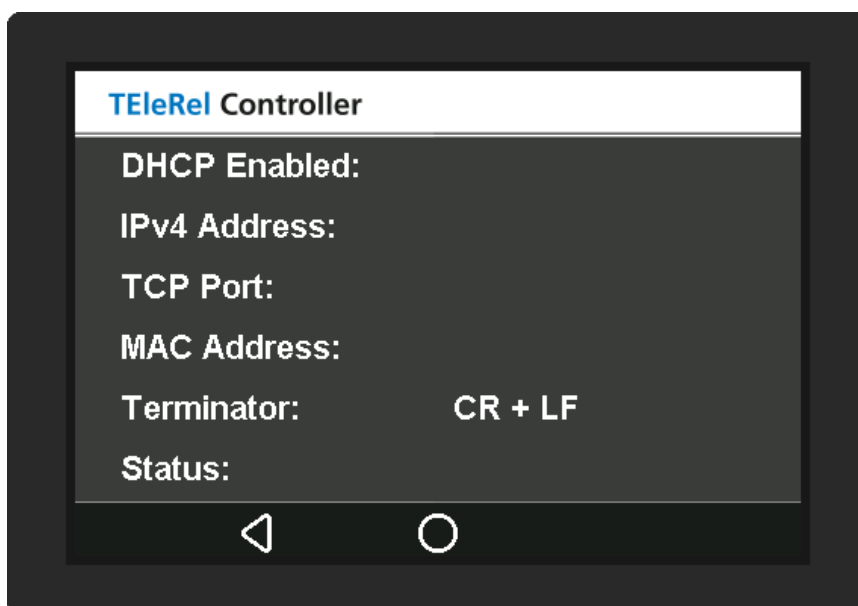 TEleRel Controller
DHCP Enabled:
IPv4 Address:
TCP Port:
MAC Address:
Terminator: CR + LF
Status: